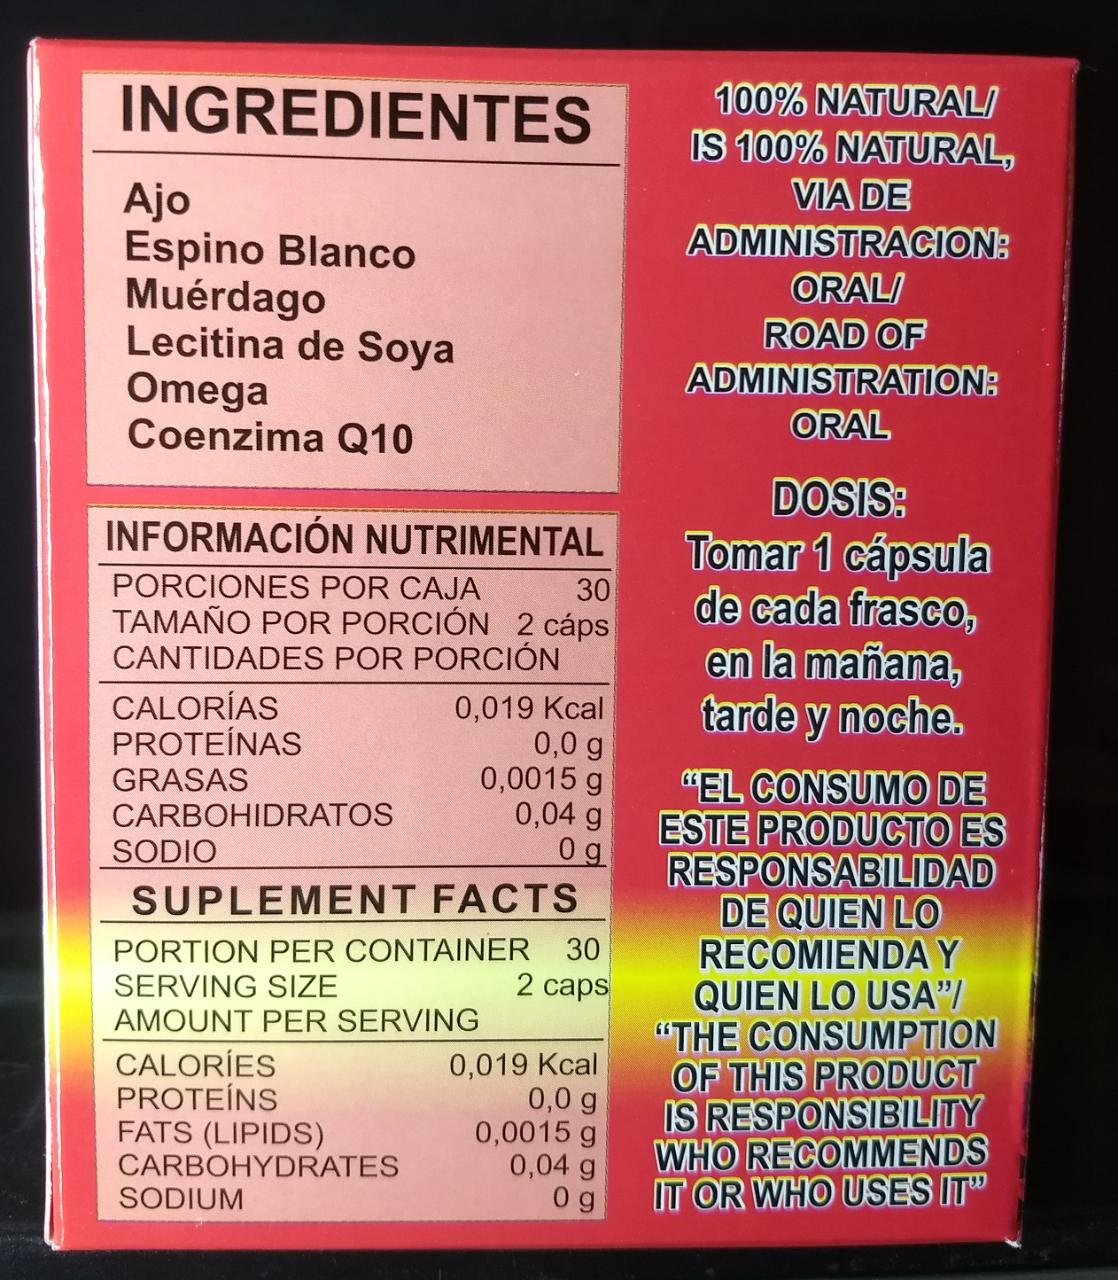 INGREDIENTES
Ajo
Espino Blanco
Muérdago
Lecitina de Soya
Omega
Coenzima Q10
INFORMACIÓN NUTRIMENTAL
PORCIONES POR CAJA 30
TAMAÑO POR PORCIÓN 2 cáps
CANTIDADES POR PORCIÓN
CALORÍAS 0,019 Kcal
PROTEÍNAS 0,0 g
GRASAS 0,0015 g
CARBOHIDRATOS 0,04 g
SODIO 0 g
SUPLEMENT FACTS
PORTION PER CONTAINER 30
SERVING SIZE 2 caps
AMOUNT PER SERVING
CALORÍES 0,019 Kcal
PROTEÍNS 0,0 g
FATS (LIPIDS) 0,0015 g
CARBOHYDRATES 0,04 g
SODIUM 0 g
100% NATURAL/
IS 100% NATURAL,
VIA DE
ADMINISTRACION:
ORAL/
ROAD OF
ADMINISTRATION:
ORAL
DOSIS:
Tomar 1 cápsula
de cada frasco,
en la mañana,
tarde y noche.
“EL CONSUMO DE
ESTE PRODUCTO ES
RESPONSABILIDAD
DE QUIEN LO
RECOMIENDA Y
QUIEN LO USA”/
“THE CONSUMPTION
OF THIS PRODUCT
IS RESPONSIBILITY
WHO RECOMMENDS
IT OR WHO USES IT”